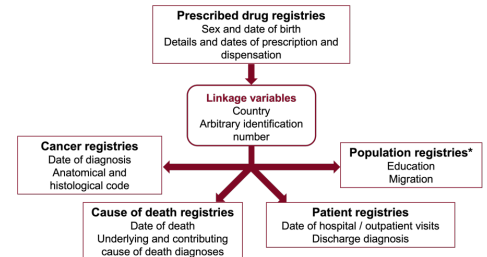 Prescribed drug registries
Sex and date of birth
Details and dates of prescription and
dispensation
Linkage variables
Country
Arbitrary identification
number
Cancer registries
Date of diagnosis
Anatomical and
histological code
Population registries*
Education
Migration
Cause of death registries
Date of death
Underlying and contributing
cause of death diagnoses
Patient registries
Date of hospital / outpatient visits
Discharge diagnosis